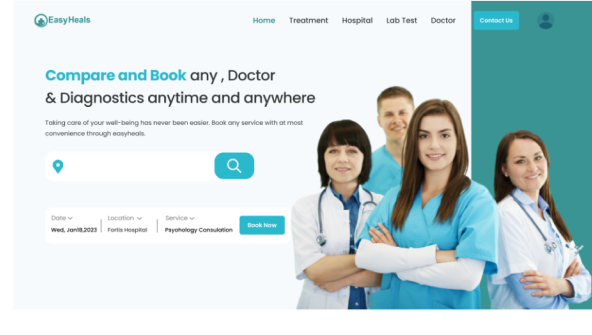 EasyHeals
Home Treatment Hospital Lab Test Doctor Contact Us
Compare and Book any , Doctor
& Diagnostics anytime and anywhere
Taking care of your well-being has never been easier. Book any service with at most
convenience through easyheals.
Date Location Service
Wed, Jan18,2023 Fortis Hospital Psyohology Consulation
Book Now